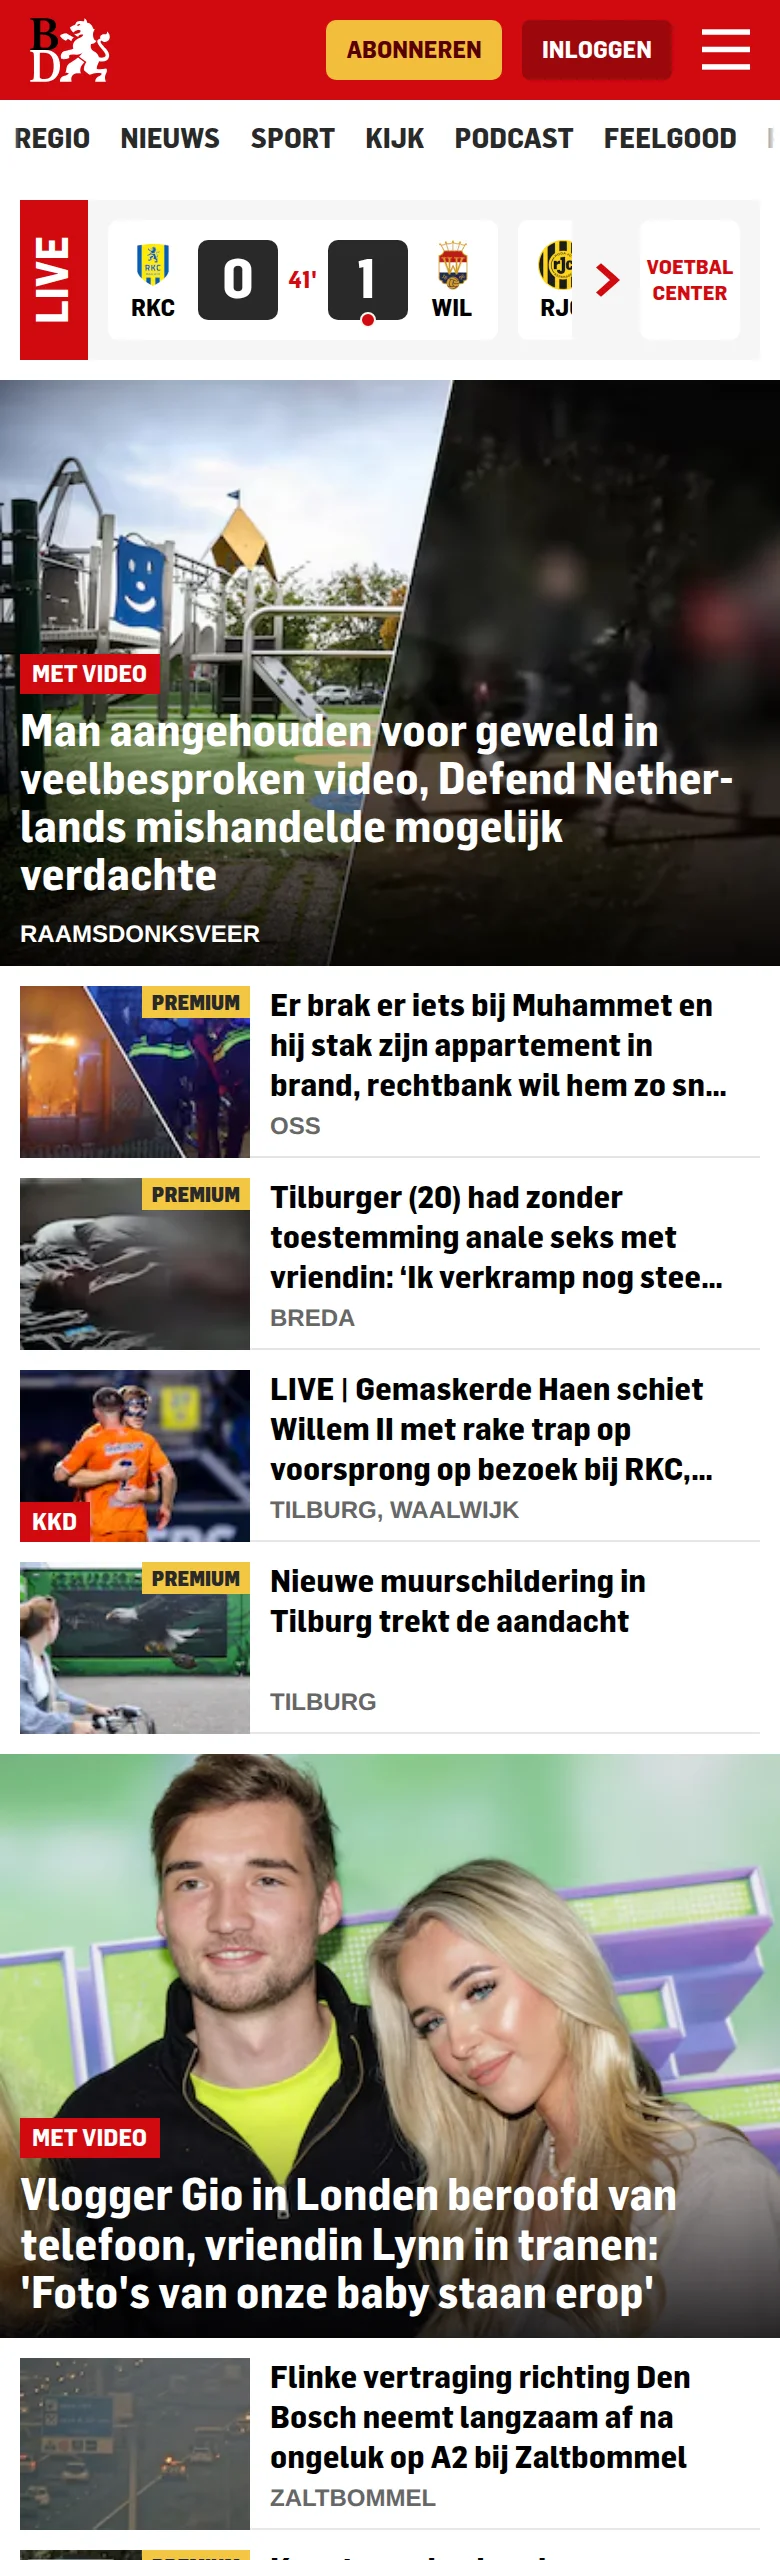 B
D
ABONNEREN
INLOGGEN
REGIO NIEUWS SPORT KIJK PODCAST FEELGOOD
LIVE
RKC
0
41'
1
WIL
RKC
RJC
VOETBAL
CENTER
MET VIDEO
Man aangehouden voor geweld in
veelbesproken video, Defend Nether-
lands mishandelde mogelijk
verdachte
RAAMSDONKSVEER
PREMIUM
Er brak er iets bij Muhammet en
hij stak zijn appartement in
brand, rechtbank wil hem zo sn...
OSS
PREMIUM
Tilburger (20) had zonder
toestemming anale seks met
vriendin: ‘Ik verkramp nog stee...
BREDA
KKD
LIVE | Gemaskerde Haen schiet
Willem II met rake trap op
voorsprong op bezoek bij RKC,...
TILBURG, WAALWIJK
PREMIUM
Nieuwe muurschildering in
Tilburg trekt de aandacht
TILBURG
MET VIDEO
Vlogger Gio in Londen beroofd van
telefoon, vriendin Lynn in tranen:
'Foto's van onze baby staan erop'
Flinke vertraging richting Den
Bosch neemt langzaam af na
ongeluk op A2 bij Zaltbommel
ZALTBOMMEL